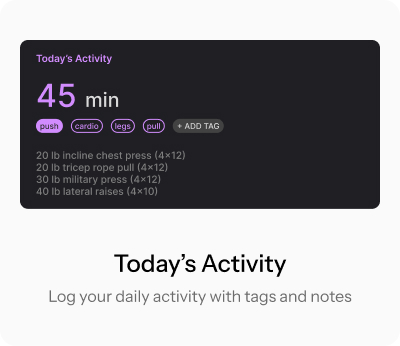 Today's Activity
45 min
push cardio legs pull + ADD TAG
20 lb incline chest press (4×12)
20 lb tricep rope pull (4×12)
30 lb military press (4×12)
40 lb lateral raises (4×10)
Today's Activity
Log your daily activity with tags and notes